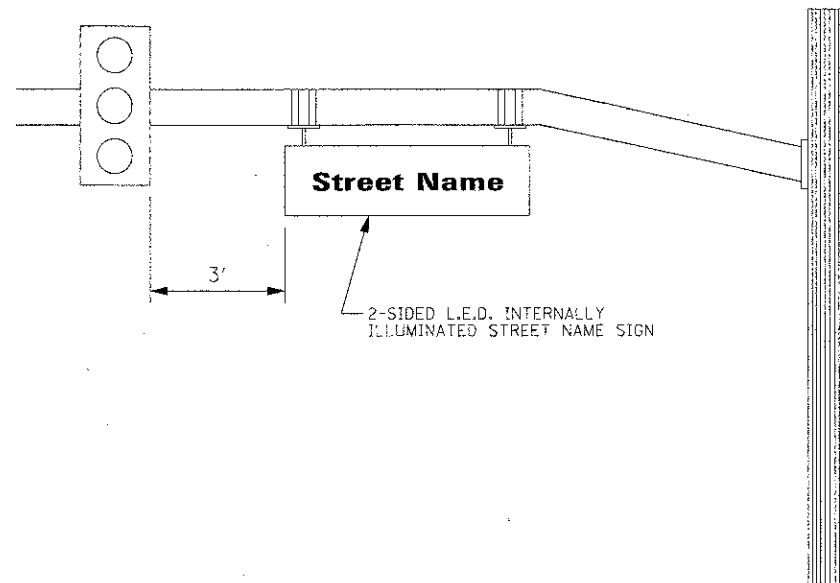 Street Name
3'
2-SIDED L.E.D. INTERNALLY
ILLUMINATED STREET NAME SIGN